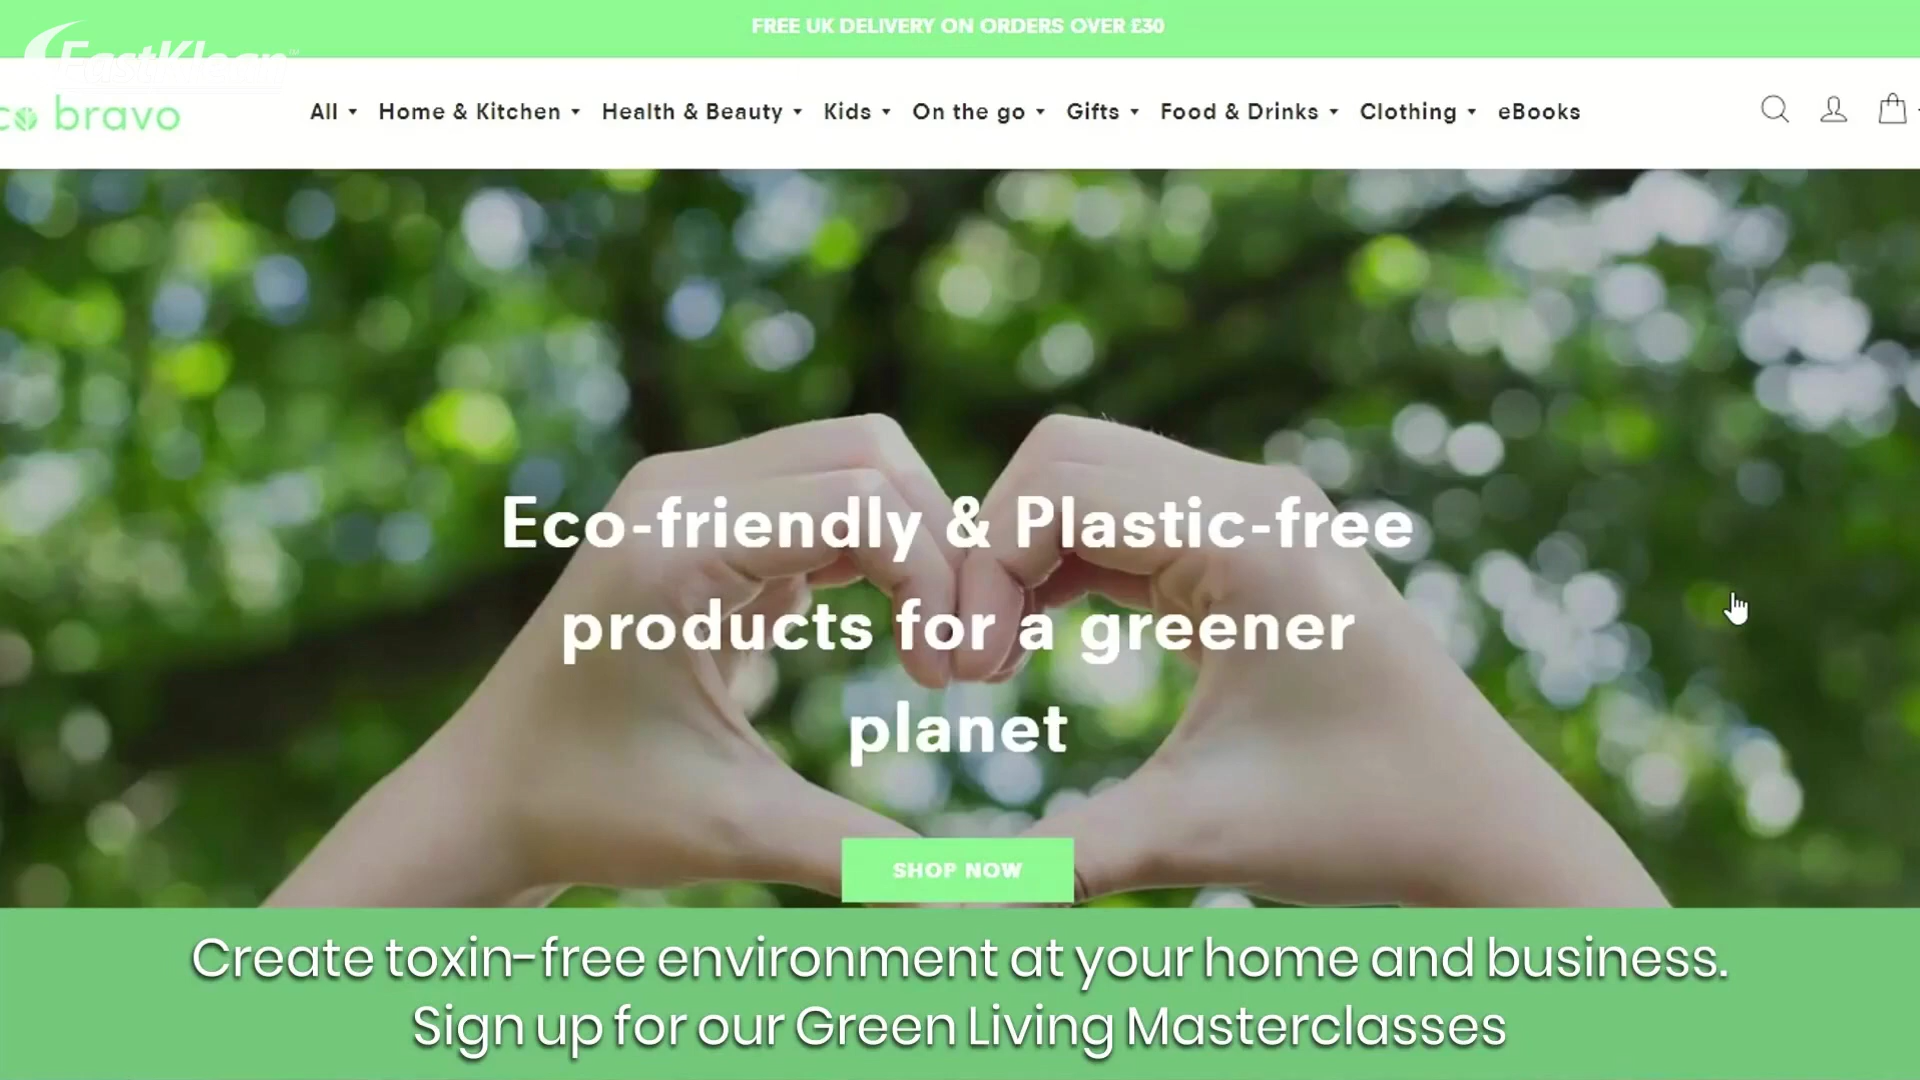 FREE UK DELIVERY ON ORDERS OVER £30
FastKlean™
co bravo
All Home & Kitchen Health & Beauty Kids On the go Gifts Food & Drinks Clothing eBooks
Eco-friendly & Plastic-free
products for a greener
planet
SHOP NOW
Create toxin-free environment at your home and business.
Sign up for our Green Living Masterclasses